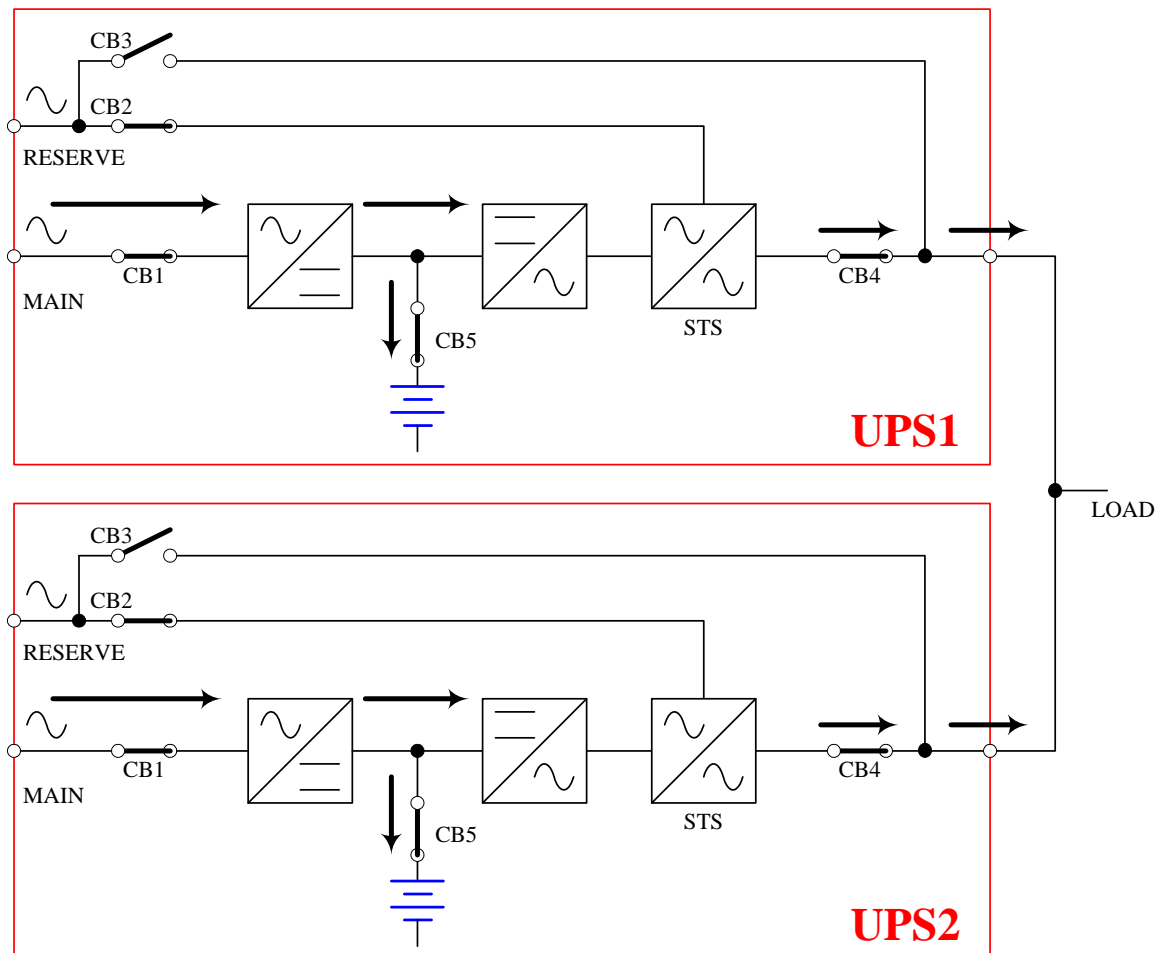 CB3
CB2
RESERVE
MAIN
CB1
CB5
STS
CB4
UPS1
LOAD
CB3
CB2
RESERVE
MAIN
CB1
CB5
STS
CB4
UPS2